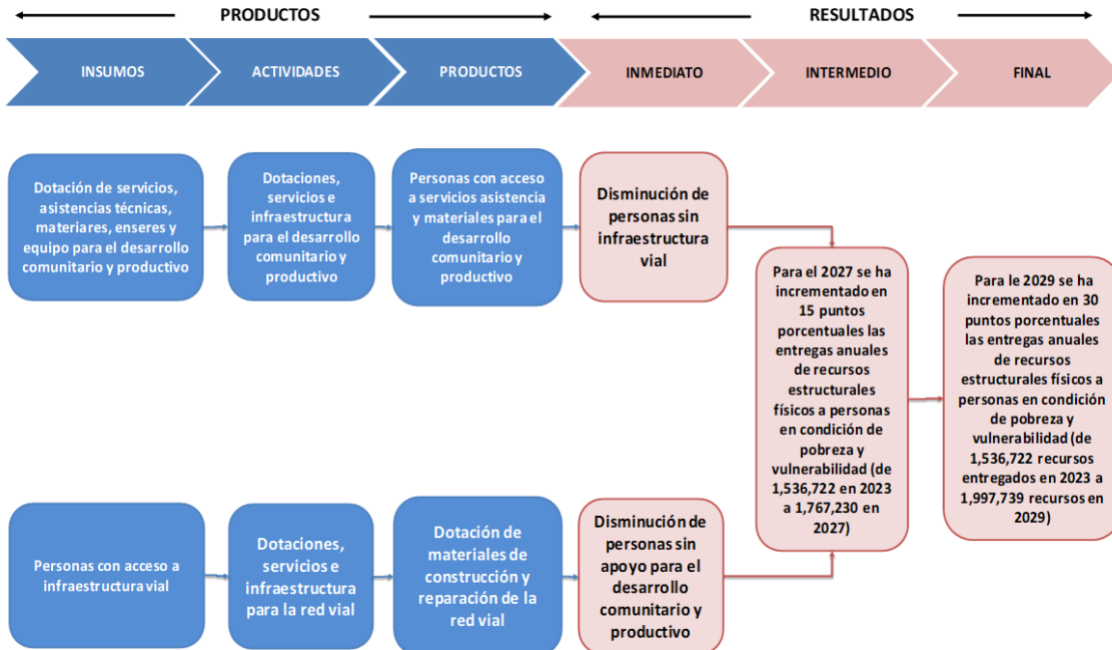 PRODUCTOS
RESULTADOS
INSUMOS
ACTIVIDADES
PRODUCTOS
INMEDIATO
INTERMEDIO
FINAL
Dotación de servicios,
asistencias técnicas,
materiares, enseres y
equipo para el desarrollo
comunitario y productivo
Dotaciones,
servicios e
infraestructura
para el desarrollo
comunitario y
productivo
Personas con acceso
a servicios asistencia
y materiales para el
desarrollo
comunitario y
productivo
Disminución de
personas sin
infraestructura
vial
Para el 2027 se ha
incrementado en
15 puntos
porcentuales las
entregas anuales
de recursos
estructurales
físicos a personas
en condición de
pobreza y
vulnerabilidad (de
1,536,722 en 2023
a 1,767,230 en
2027)
Para le 2029 se ha
incrementado en 30
puntos porcentuales
las entregas anuales
de recursos
estructurales físicos a
personas en condición
de pobreza y
vulnerabilidad (de
1,536,722 recursos
entregados en 2023 a
1,997,739 recursos en
2029)
Personas con acceso a
infraestructura vial
Dotaciones,
servicios e
infraestructura
para la red vial
Dotación de
materiales de
construcción y
reparación de la
red vial
Disminución de
personas sin
apoyo para el
desarrollo
comunitario y
productivo